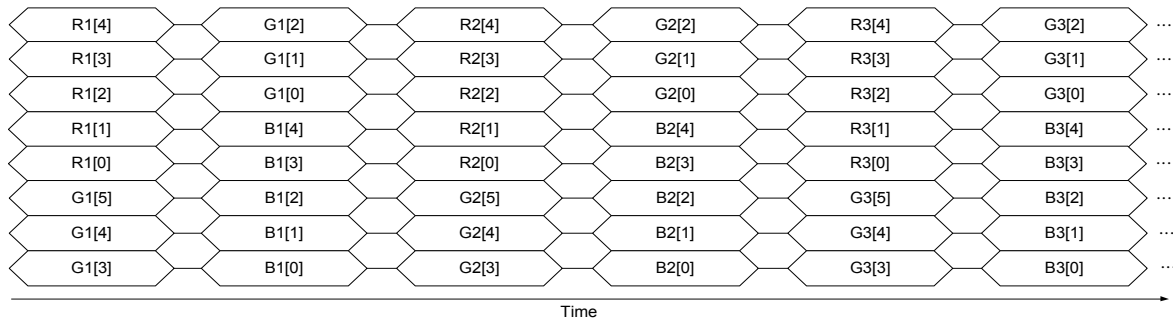 R1[4] G1[2] R2[4] G2[2] R3[4] G3[2] ...
R1[3] G1[1] R2[3] G2[1] R3[3] G3[1] ...
R1[2] G1[0] R2[2] G2[0] R3[2] G3[0] ...
R1[1] B1[4] R2[1] B2[4] R3[1] B3[4] ...
R1[0] B1[3] R2[0] B2[3] R3[0] B3[3] ...
G1[5] B1[2] G2[5] B2[2] G3[5] B3[2] ...
G1[4] B1[1] G2[4] B2[1] G3[4] B3[1] ...
G1[3] B1[0] G2[3] B2[0] G3[3] B3[0] ...
Time